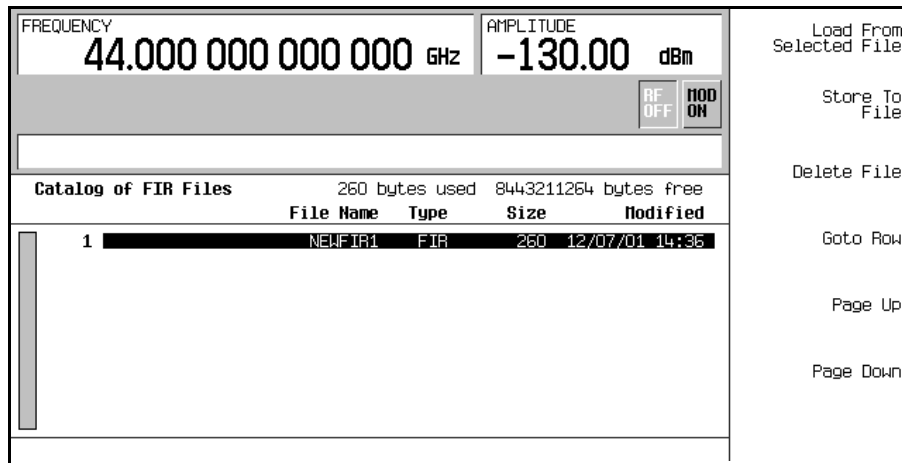 FREQUENCY
44.000 000 000 000 GHz
AMPLITUDE
-130.00 dBm
RF OFF
MOD ON
Catalog of FIR Files 260 bytes used 8443211264 bytes free
File Name Type Size Modified
1 NEWFIR1 FIR 260 12/07/01 14:36
Load From
Selected File
Store To
File
Delete File
Goto Row
Page Up
Page Down